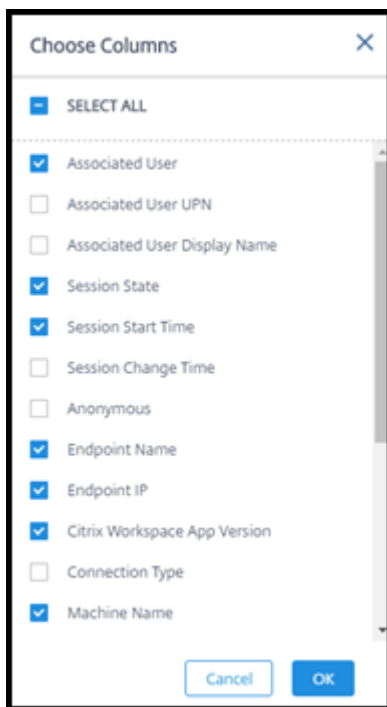 Choose Columns
SELECT ALL
Associated User
Associated User UPN
Associated User Display Name
Session State
Session Start Time
Session Change Time
Anonymous
Endpoint Name
Endpoint IP
Citrix Workspace App Version
Connection Type
Machine Name
Cancel OK